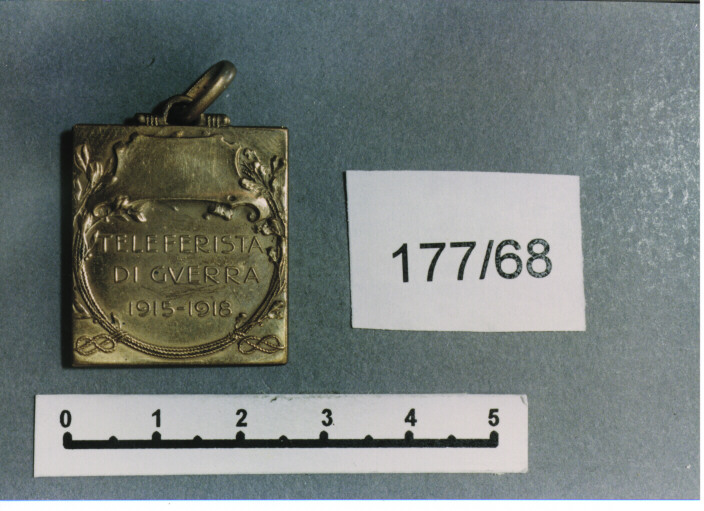 TELEFERISTA
DI GVERRA
1915-1918
177/68
0 1 2 3 4 5